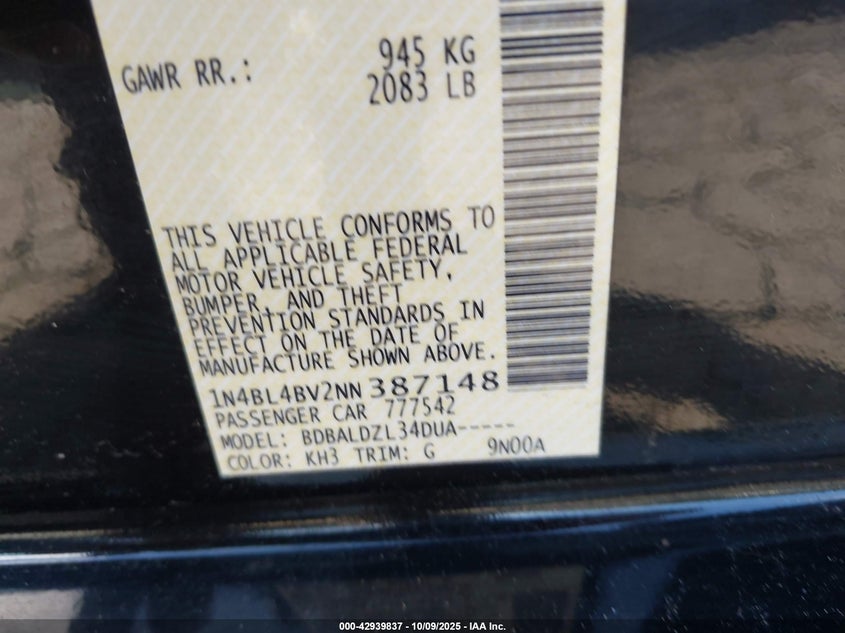 GAWR RR.: 945 KG
2083 LB
THIS VEHICLE CONFORMS TO
ALL APPLICABLE FEDERAL
MOTOR VEHICLE SAFETY,
BUMPER, AND THEFT
PREVENTION STANDARDS IN
EFFECT ON THE DATE OF
MANUFACTURE SHOWN ABOVE.
1N4BL4BV2NN387148
PASSENGER CAR 777542
MODEL: BDBALDZL34DUA-----
COLOR: KH3 TRIM: G 9N00A
000-42939837 - 10/09/2025 - IAA Inc.